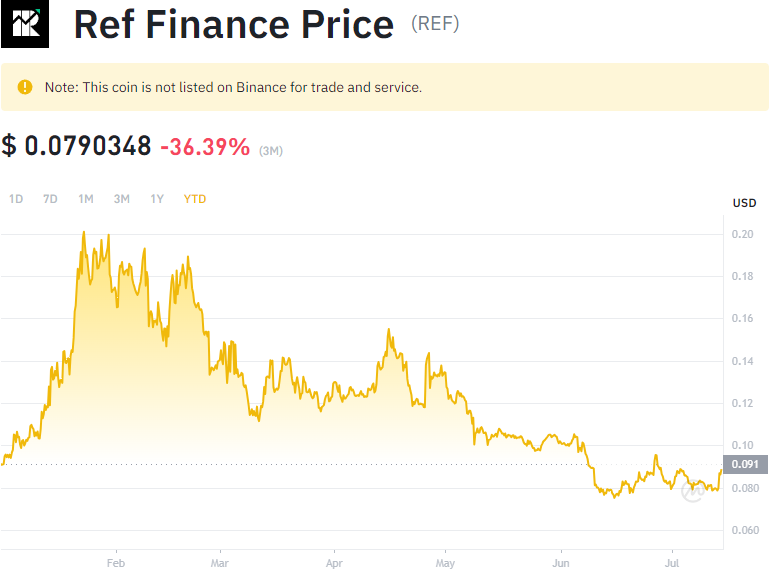 Ref Finance Price (REF)
Note: This coin is not listed on Binance for trade and service.
$ 0.0790348 -36.39% (3M)
1D 7D 1M 3M 1Y YTD
USD
0.20
0.18
0.16
0.14
0.12
0.10
0.091
0.080
0.060
Feb Mar Apr May Jun Jul